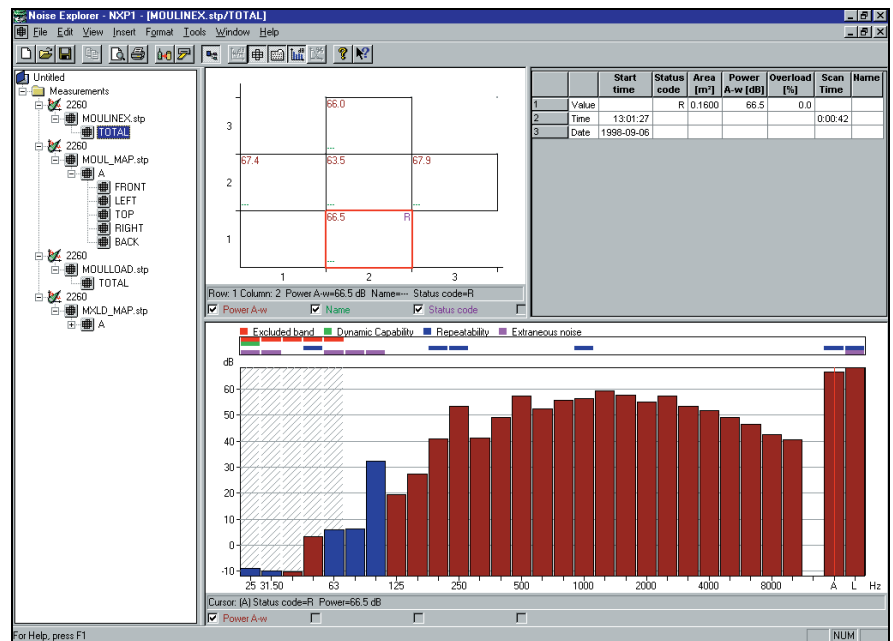 Noise Explorer - NXP1 - [MOULINEX.stp/TOTAL]
File Edit View Insert Format Tools Window Help
Untitled
Measurements
2260
MOULINEX.stp
TOTAL
2260
MOUL_MAP.stp
A
FRONT
LEFT
TOP
RIGHT
BACK
2260
MOULLOAD.stp
TOTAL
2260
MXLD_MAP.stp
A
3
66.0
---
2
67.4 63.5 67.9
--- --- ---
1
66.5 R
---
1 2 3
Row: 1 Column: 2 Power A-w=66.5 dB Name=--- Status code=R
Power A-w Name Status code
Start time Status code Area [m²] Power A-w [dB] Overload [%] Scan Time Name
1 Value R 0.1600 66.5 0.0
2 Time 13:01:27 0:00:42
3 Date 1998-09-06
Excluded band Dynamic Capability Repeatability Extraneous noise
dB
60
50
40
30
20
10
0
-10
25 31.50 63 125 250 500 1000 2000 4000 8000 A L Hz
Cursor: (A) Status code=R Power=66.5 dB
Power A-w
For Help, press F1 NUM